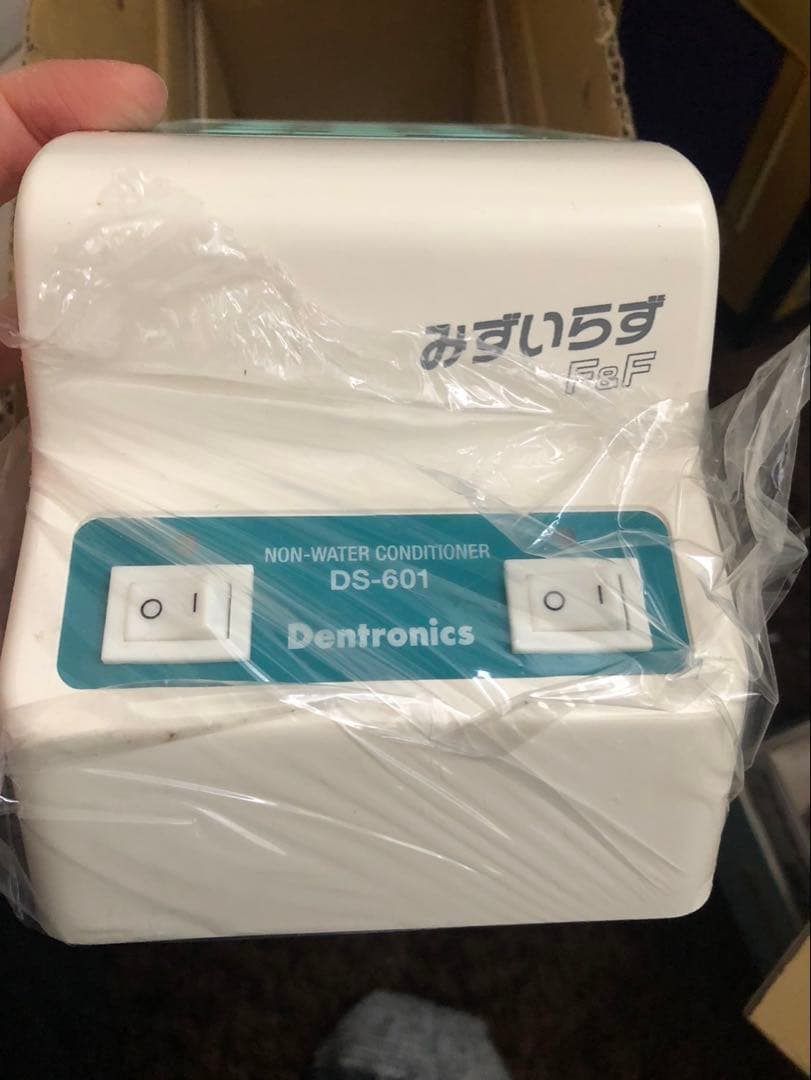 みずいらず
F&F
NON-WATER CONDITIONER
DS-601
Dentronics
O I
O I